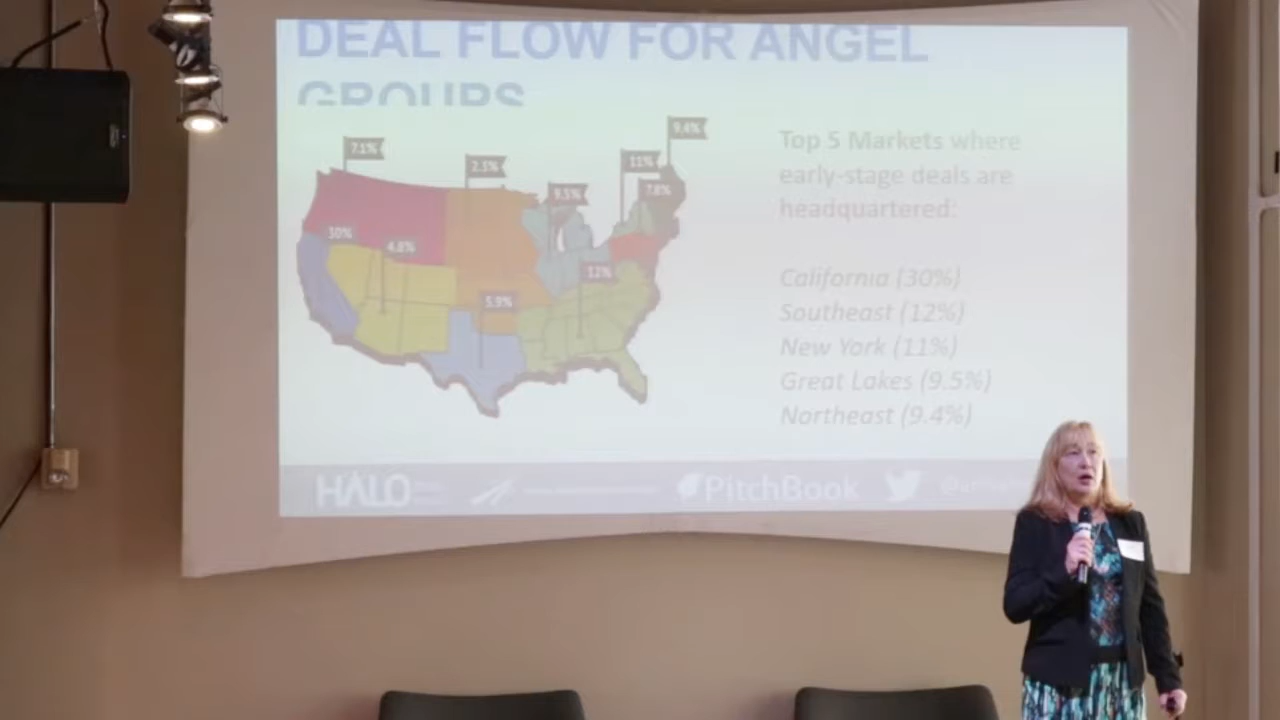 DEAL FLOW FOR ANGEL
GROUPS
9.4%
7.1%
11%
2.5%
9.5%
7.8%
30%
4.8%
12%
5.9%
Top 5 Markets where
early-stage deals are
headquartered:
California (30%)
Southeast (12%)
New York (11%)
Great Lakes (9.5%)
Northeast (9.4%)
HALO
PitchBook